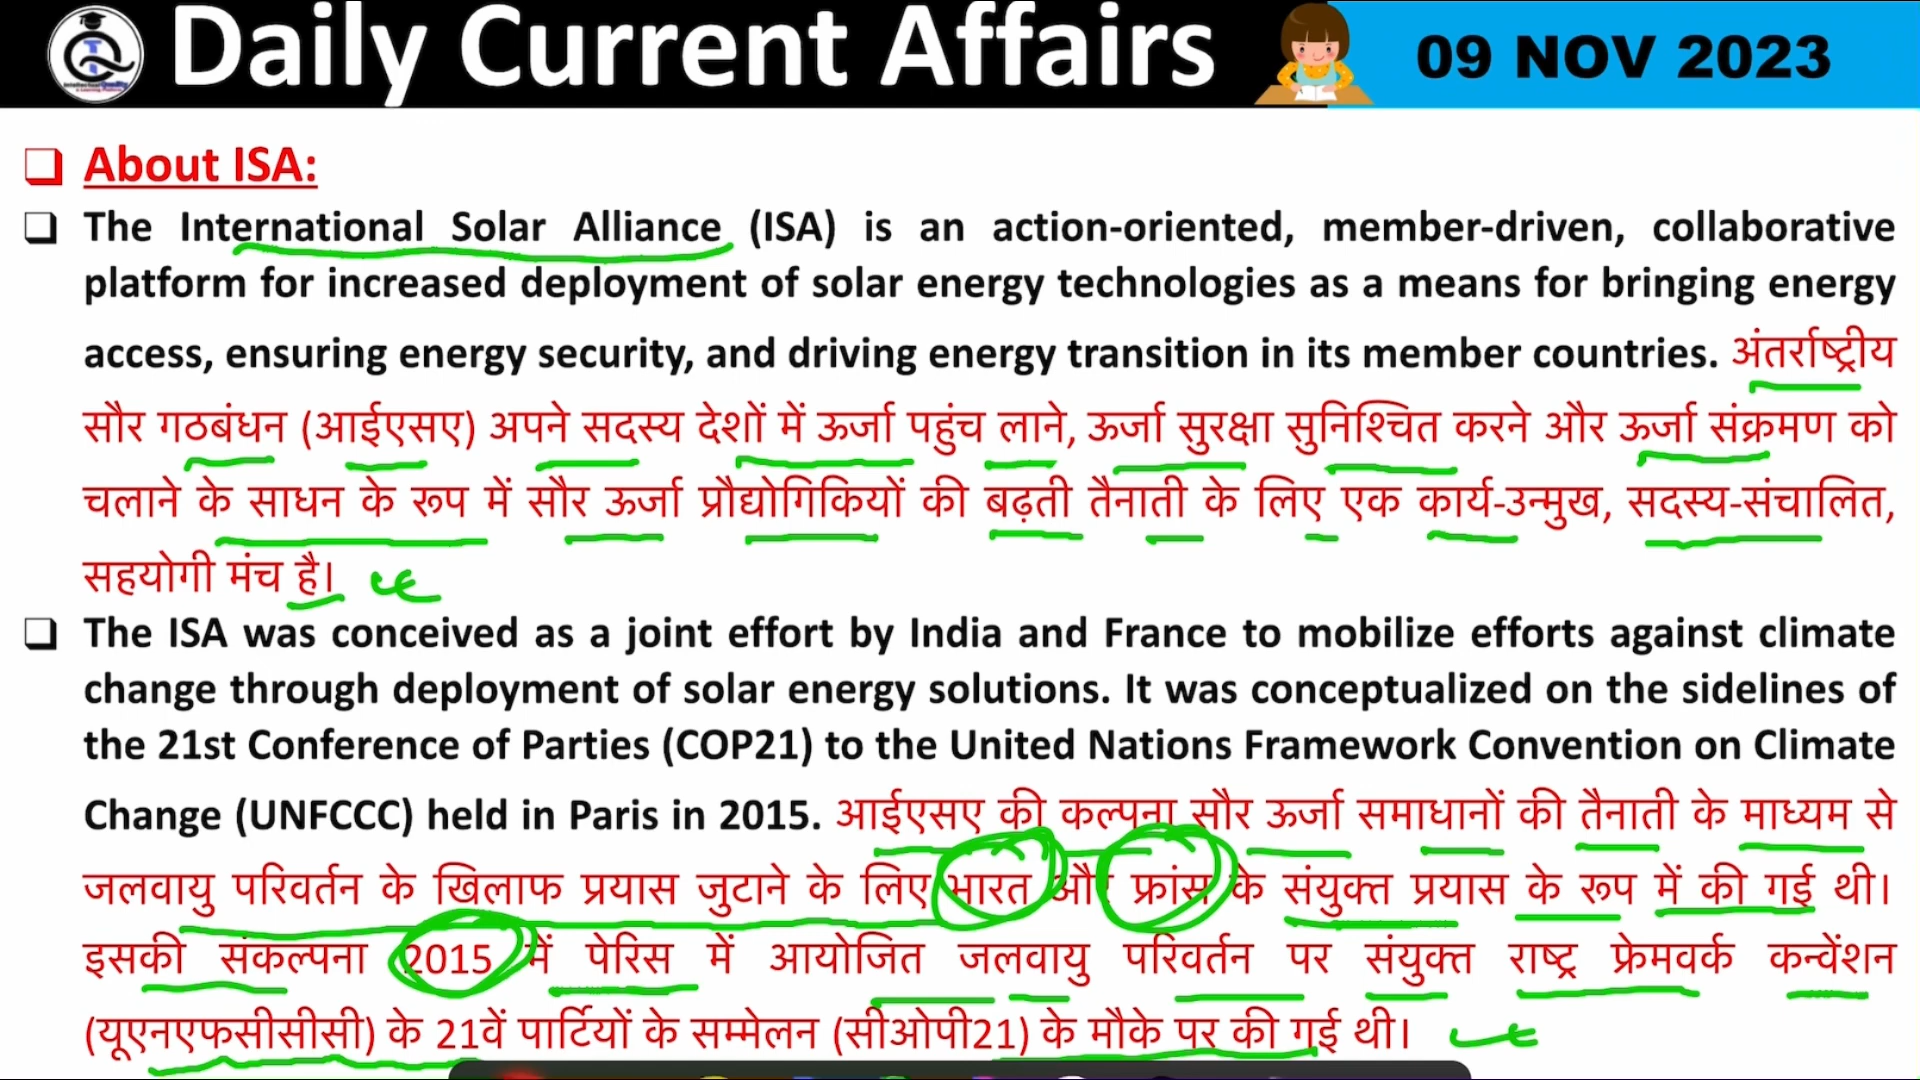 Daily Current Affairs
09 NOV 2023
About ISA:
The International Solar Alliance (ISA) is an action-oriented, member-driven, collaborative
platform for increased deployment of solar energy technologies as a means for bringing energy
access, ensuring energy security, and driving energy transition in its member countries. अंतर्राष्ट्रीय
सौर गठबंधन (आईएसए) अपने सदस्य देशों में ऊर्जा पहुंच लाने, ऊर्जा सुरक्षा सुनिश्चित करने और ऊर्जा संक्रमण को
चलाने के साधन के रूप में सौर ऊर्जा प्रौद्योगिकियों की बढ़ती तैनाती के लिए एक कार्य-उन्मुख, सदस्य-संचालित,
सहयोगी मंच है।
The ISA was conceived as a joint effort by India and France to mobilize efforts against climate
change through deployment of solar energy solutions. It was conceptualized on the sidelines of
the 21st Conference of Parties (COP21) to the United Nations Framework Convention on Climate
Change (UNFCCC) held in Paris in 2015. आईएसए की कल्पना सौर ऊर्जा समाधानों की तैनाती के माध्यम से
जलवायु परिवर्तन के खिलाफ प्रयास जुटाने के लिए भारत और फ्रांस के संयुक्त प्रयास के रूप में की गई थी।
इसकी संकल्पना 2015 में पेरिस में आयोजित जलवायु परिवर्तन पर संयुक्त राष्ट्र फ्रेमवर्क कन्वेंशन
(यूएनएफसीसीसी) के 21वें पार्टियों के सम्मेलन (सीओपी21) के मौके पर की गई थी।